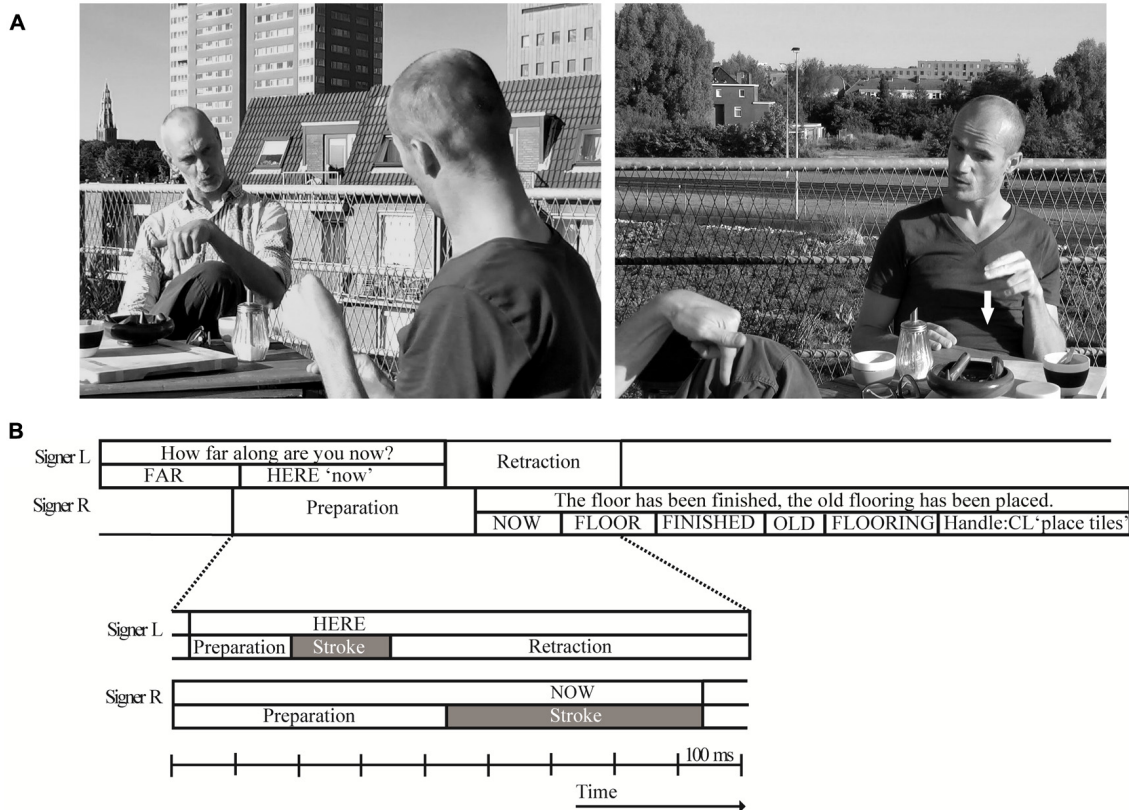 A
B
Signer L
How far along are you now?
Retraction
FAR
HERE 'now'
Signer R
Preparation
The floor has been finished, the old flooring has been placed.
NOW
FLOOR
FINISHED
OLD
FLOORING
Handle:CL'place tiles'
Signer L
HERE
Preparation
Stroke
Retraction
Signer R
NOW
Preparation
Stroke
100 ms
Time